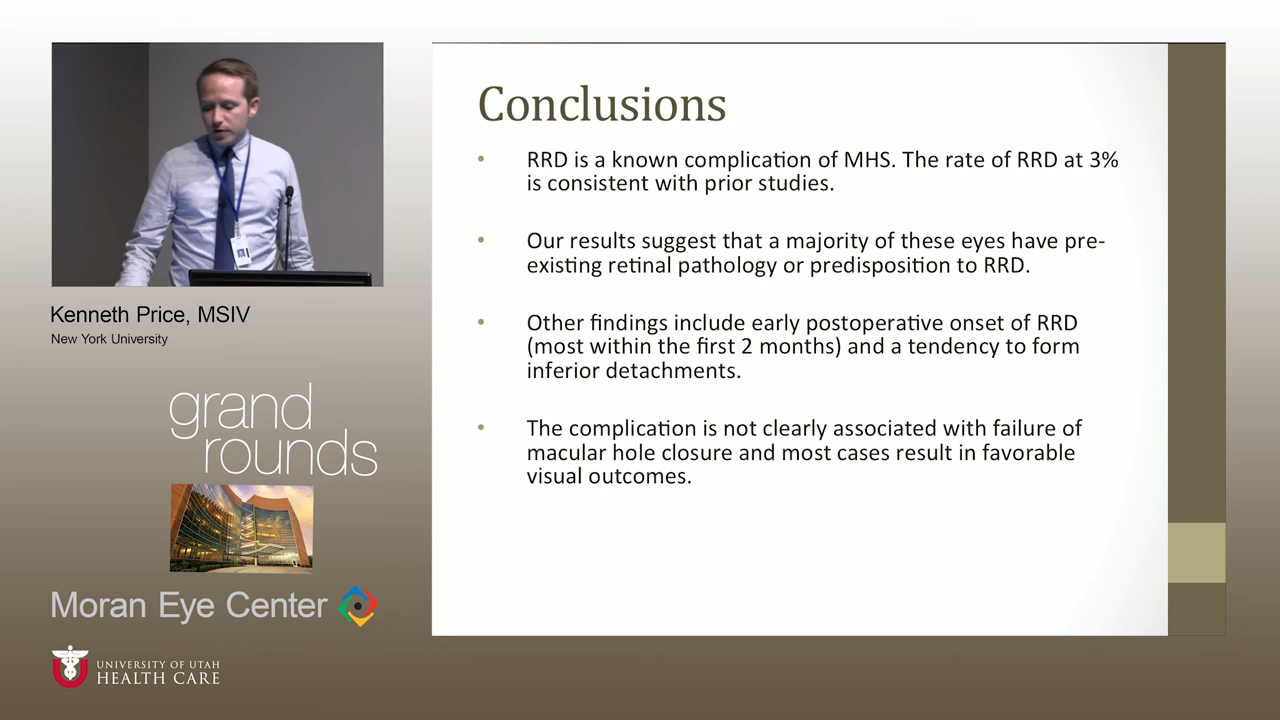 Conclusions
• RRD is a known complication of MHS. The rate of RRD at 3%
is consistent with prior studies.
• Our results suggest that a majority of these eyes have pre-
existing retinal pathology or predisposition to RRD.
• Other findings include early postoperative onset of RRD
(most within the first 2 months) and a tendency to form
inferior detachments.
• The complication is not clearly associated with failure of
macular hole closure and most cases result in favorable
visual outcomes.
Kenneth Price, MSIV
New York University
grand
rounds
Moran Eye Center
UNIVERSITY OF UTAH
HEALTH CARE